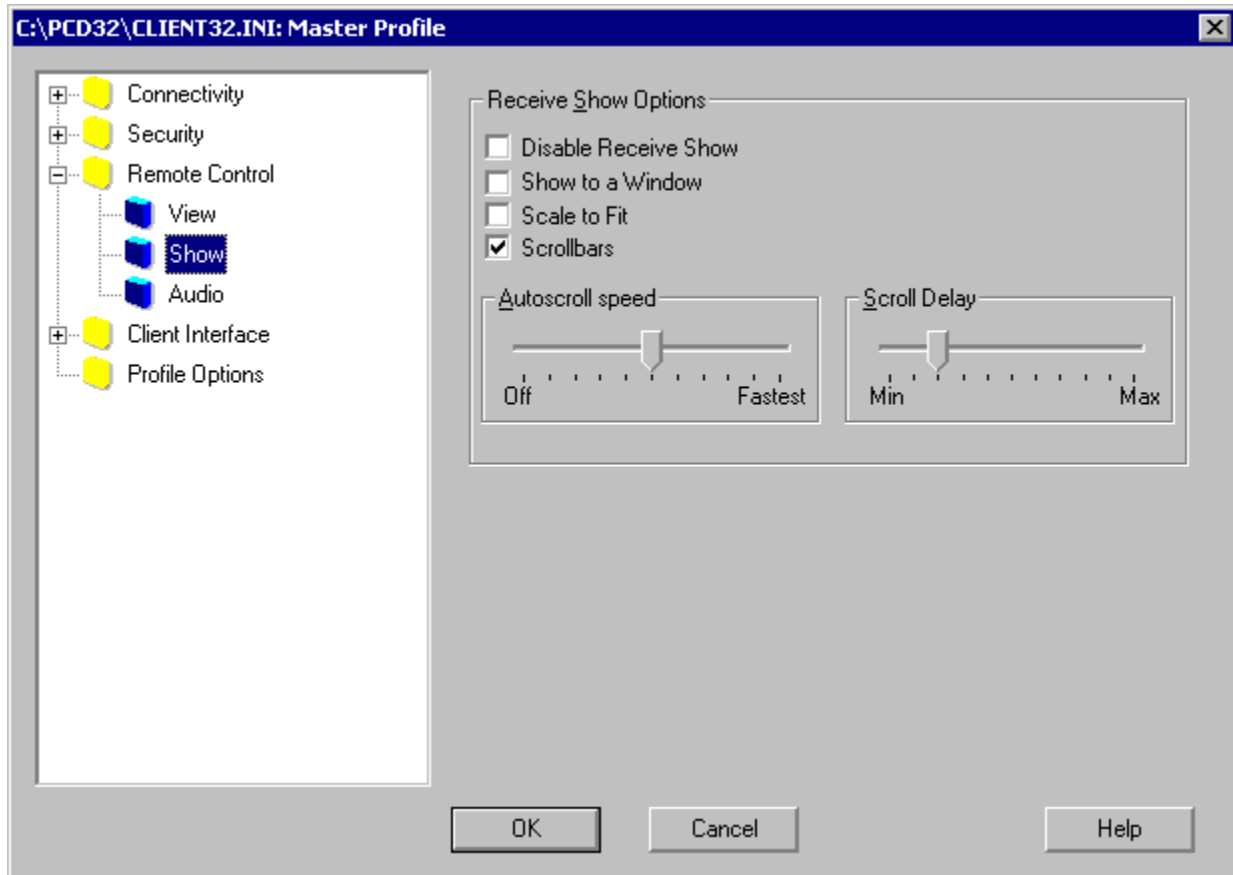 C:\PCD32\CLIENT32.INI: Master Profile
Connectivity
Security
Remote Control
View
Show
Audio
Client Interface
Profile Options
Receive Show Options
Disable Receive Show
Show to a Window
Scale to Fit
Scrollbars
Autoscroll speed
Off Fastest
Scroll Delay
Min Max
OK Cancel Help